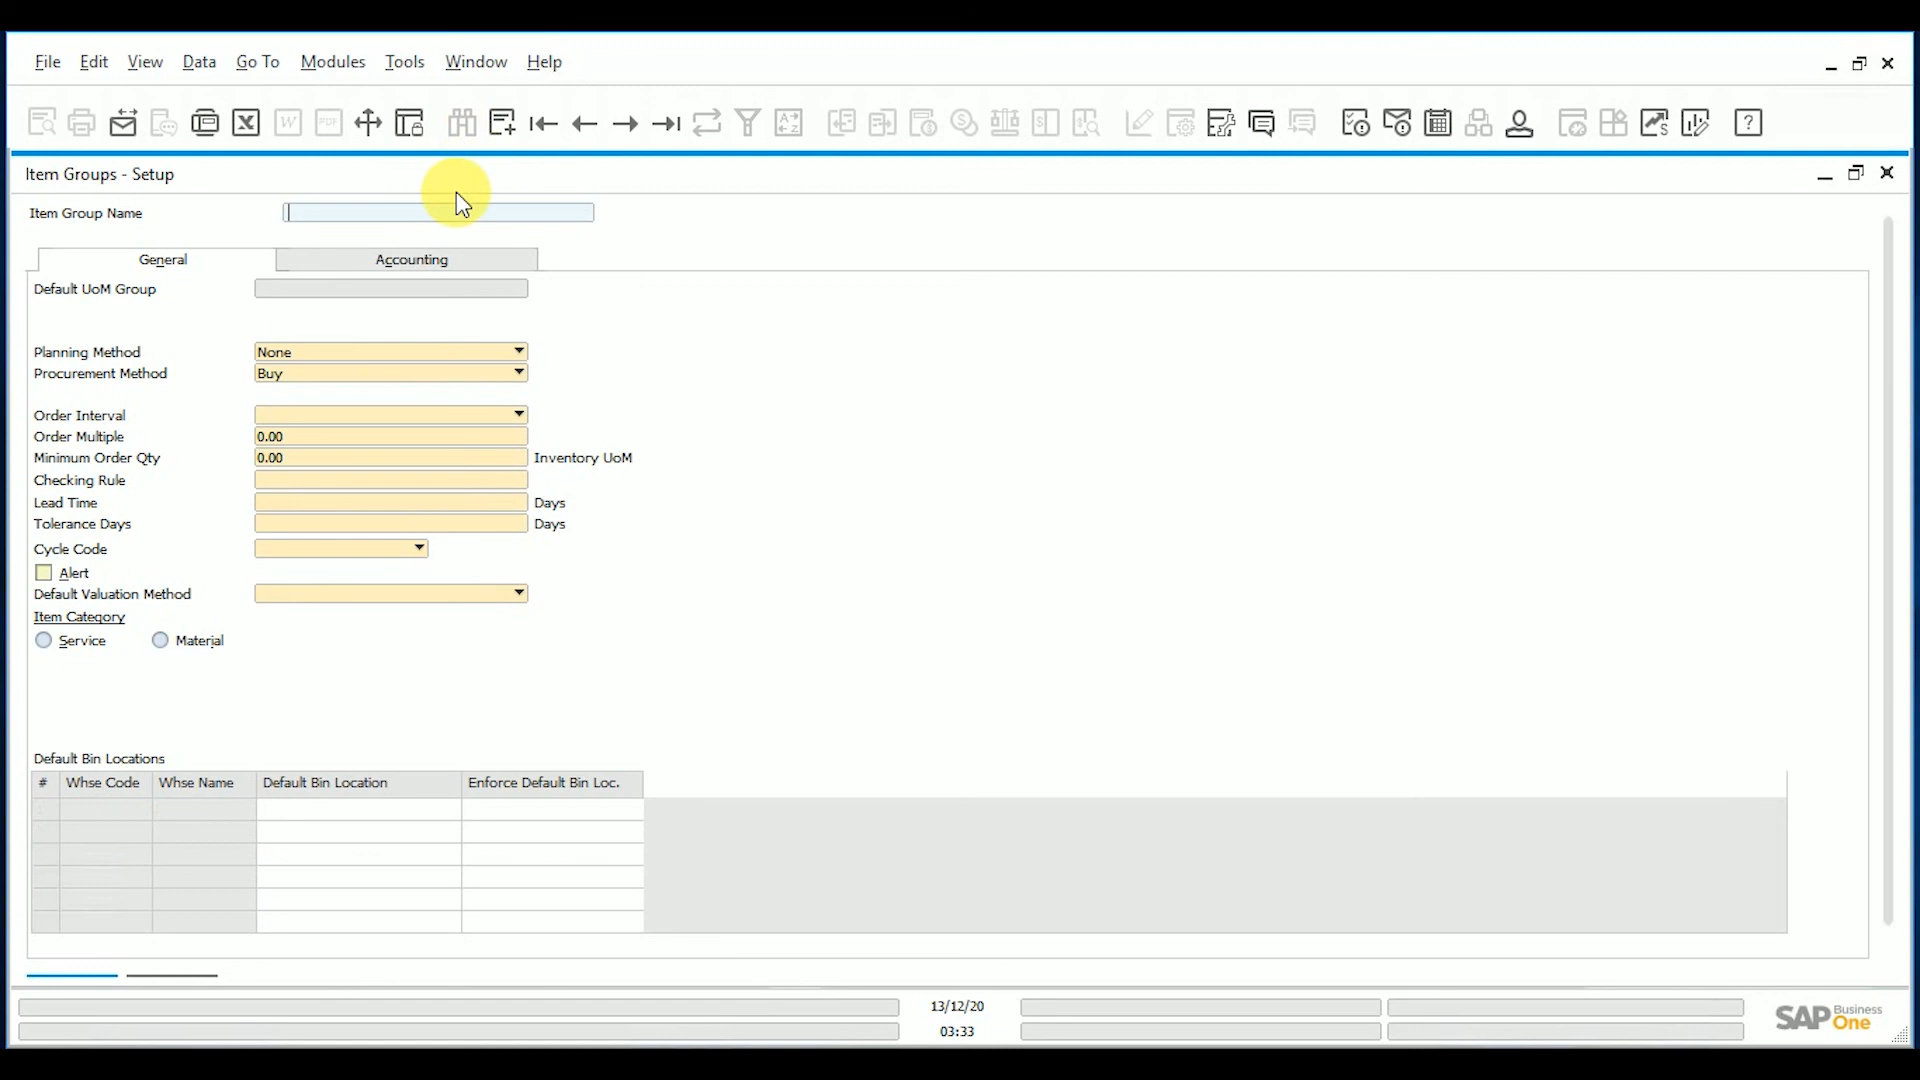 File Edit View Data Go To Modules Tools Window Help
Item Groups - Setup
Item Group Name
General Accounting
Default UoM Group
Planning Method None
Procurement Method Buy
Order Interval
Order Multiple 0.00
Minimum Order Qty 0.00 Inventory UoM
Checking Rule
Lead Time Days
Tolerance Days Days
Cycle Code
Alert
Default Valuation Method
Item Category
Service Material
Default Bin Locations
# Whse Code Whse Name Default Bin Location Enforce Default Bin Loc.
13/12/20
03:33
SAP Business One